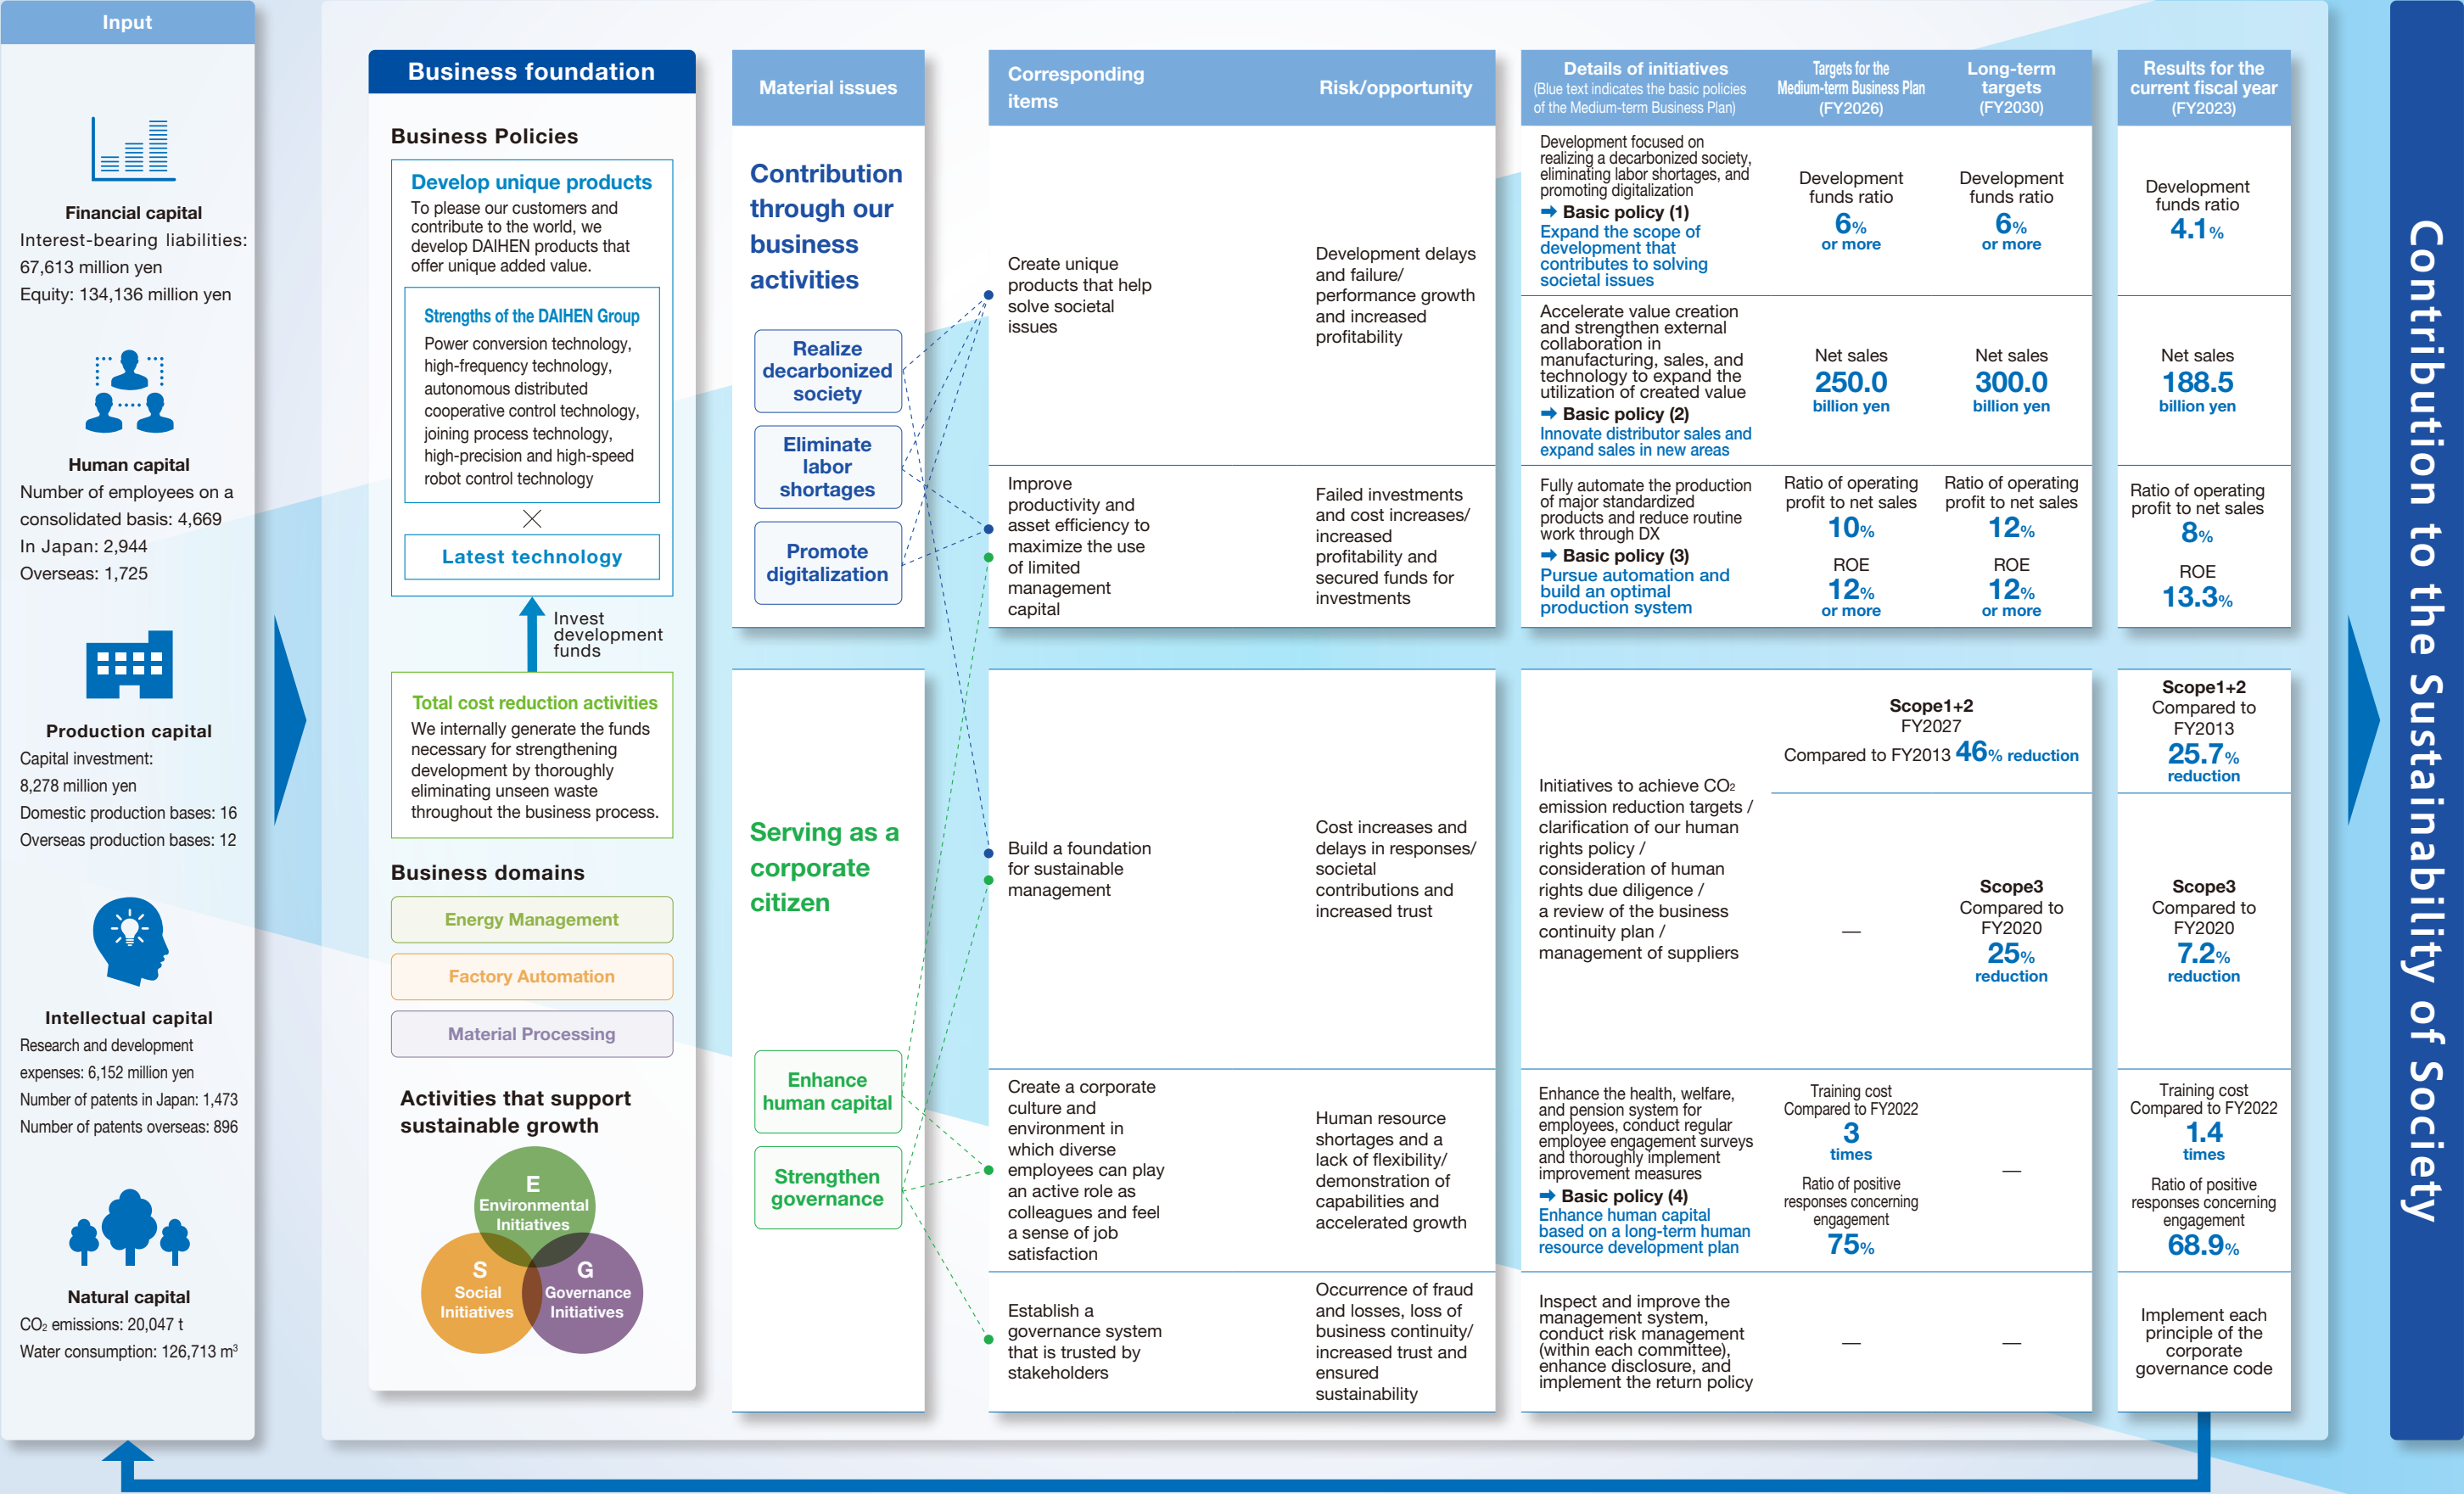 Input
Financial capital
Interest-bearing liabilities:
67,613 million yen
Equity: 134,136 million yen
Human capital
Number of employees on a
consolidated basis: 4,669
In Japan: 2,944
Overseas: 1,725
Production capital
Capital investment:
8,278 million yen
Domestic production bases: 16
Overseas production bases: 12
Intellectual capital
Research and development
expenses: 6,152 million yen
Number of patents in Japan: 1,473
Number of patents overseas: 896
Natural capital
CO₂ emissions: 20,047 t
Water consumption: 126,713 m³
Business foundation
Business Policies
Develop unique products
To please our customers and
contribute to the world, we
develop DAIHEN products that
offer unique added value.
Strengths of the DAIHEN Group
Power conversion technology,
high-frequency technology,
autonomous distributed
cooperative control technology,
joining process technology,
high-precision and high-speed
robot control technology
×
Latest technology
Invest
development
funds
Total cost reduction activities
We internally generate the funds
necessary for strengthening
development by thoroughly
eliminating unseen waste
throughout the business process.
Business domains
Energy Management
Factory Automation
Material Processing
Activities that support
sustainable growth
E
Environmental
Initiatives
S
Social
Initiatives
G
Governance
Initiatives
Material issues
Contribution
through our
business
activities
Realize
decarbonized
society
Eliminate
labor
shortages
Promote
digitalization
Serving as a
corporate
citizen
Enhance
human capital
Strengthen
governance
Corresponding
items
Risk/opportunity
Create unique
products that help
solve societal
issues
Development delays
and failure/
performance growth
and increased
profitability
Improve
productivity and
asset efficiency to
maximize the use
of limited
management
capital
Failed investments
and cost increases/
increased
profitability and
secured funds for
investments
Build a foundation
for sustainable
management
Cost increases and
delays in responses/
societal
contributions and
increased trust
Create a corporate
culture and
environment in
which diverse
employees can play
an active role as
colleagues and feel
a sense of job
satisfaction
Human resource
shortages and a
lack of flexibility/
demonstration of
capabilities and
accelerated growth
Establish a
governance system
that is trusted by
stakeholders
Occurrence of fraud
and losses, loss of
business continuity/
increased trust and
ensured
sustainability
Details of initiatives
(Blue text indicates the basic policies
of the Medium-term Business Plan)
Targets for the
Medium-term Business Plan
(FY2026)
Long-term
targets
(FY2030)
Results for the
current fiscal year
(FY2023)
Development focused on
realizing a decarbonized society,
eliminating labor shortages, and
promoting digitalization
➡ Basic policy (1)
Expand the scope of
development that
contributes to solving
societal issues
Development
funds ratio
6%
or more
Development
funds ratio
6%
or more
Development
funds ratio
4.1%
Accelerate value creation
and strengthen external
collaboration in
manufacturing, sales, and
technology to expand the
utilization of created value
➡ Basic policy (2)
Innovate distributor sales and
expand sales in new areas
Net sales
250.0
billion yen
Net sales
300.0
billion yen
Net sales
188.5
billion yen
Fully automate the production
of major standardized
products and reduce routine
work through DX
➡ Basic policy (3)
Pursue automation and
build an optimal
production system
Ratio of operating
profit to net sales
10%
ROE
12%
or more
Ratio of operating
profit to net sales
12%
ROE
12%
or more
Ratio of operating
profit to net sales
8%
ROE
13.3%
Initiatives to achieve CO₂
emission reduction targets /
clarification of our human
rights policy /
consideration of human
rights due diligence /
a review of the business
continuity plan /
management of suppliers
Scope1+2
FY2027
Compared to FY2013 46% reduction
Scope1+2
Compared to
FY2013
25.7%
reduction
—
Scope3
Compared to
FY2020
25%
reduction
Scope3
Compared to
FY2020
7.2%
reduction
Enhance the health, welfare,
and pension system for
employees, conduct regular
employee engagement surveys
and thoroughly implement
improvement measures
➡ Basic policy (4)
Enhance human capital
based on a long-term human
resource development plan
Training cost
Compared to FY2022
3
times
Ratio of positive
responses concerning
engagement
75%
—
Training cost
Compared to FY2022
1.4
times
Ratio of positive
responses concerning
engagement
68.9%
Inspect and improve the
management system,
conduct risk management
(within each committee),
enhance disclosure, and
implement the return policy
—
—
Implement each
principle of the
corporate
governance code
Contribution to the Sustainability of Society